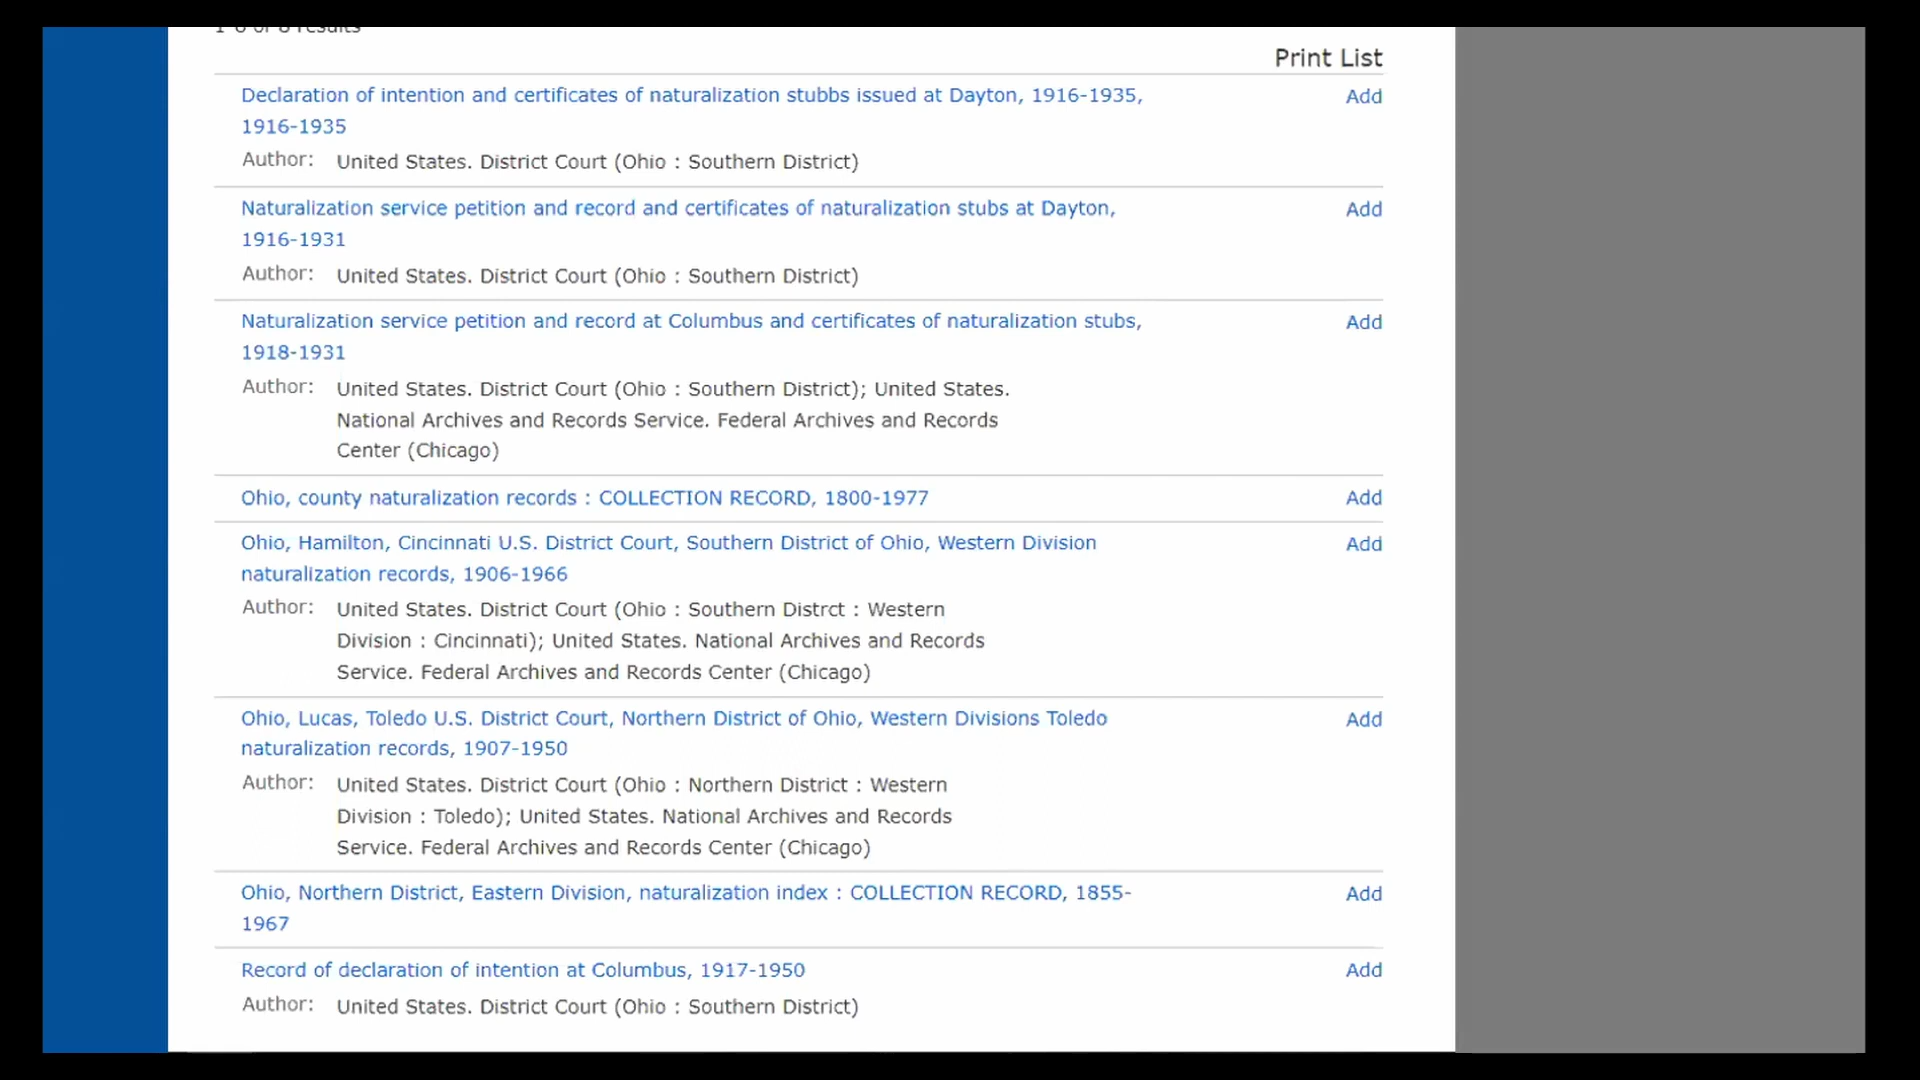 1-8 of 8 results
Print List
Declaration of intention and certificates of naturalization stubbs issued at Dayton, 1916-1935,
1916-1935
Add
Author: United States. District Court (Ohio : Southern District)
Naturalization service petition and record and certificates of naturalization stubs at Dayton,
1916-1931
Add
Author: United States. District Court (Ohio : Southern District)
Naturalization service petition and record at Columbus and certificates of naturalization stubs,
1918-1931
Add
Author: United States. District Court (Ohio : Southern District); United States.
National Archives and Records Service. Federal Archives and Records
Center (Chicago)
Ohio, county naturalization records : COLLECTION RECORD, 1800-1977
Add
Ohio, Hamilton, Cincinnati U.S. District Court, Southern District of Ohio, Western Division
naturalization records, 1906-1966
Add
Author: United States. District Court (Ohio : Southern Distrct : Western
Division : Cincinnati); United States. National Archives and Records
Service. Federal Archives and Records Center (Chicago)
Ohio, Lucas, Toledo U.S. District Court, Northern District of Ohio, Western Divisions Toledo
naturalization records, 1907-1950
Add
Author: United States. District Court (Ohio : Northern District : Western
Division : Toledo); United States. National Archives and Records
Service. Federal Archives and Records Center (Chicago)
Ohio, Northern District, Eastern Division, naturalization index : COLLECTION RECORD, 1855-
1967
Add
Record of declaration of intention at Columbus, 1917-1950
Add
Author: United States. District Court (Ohio : Southern District)